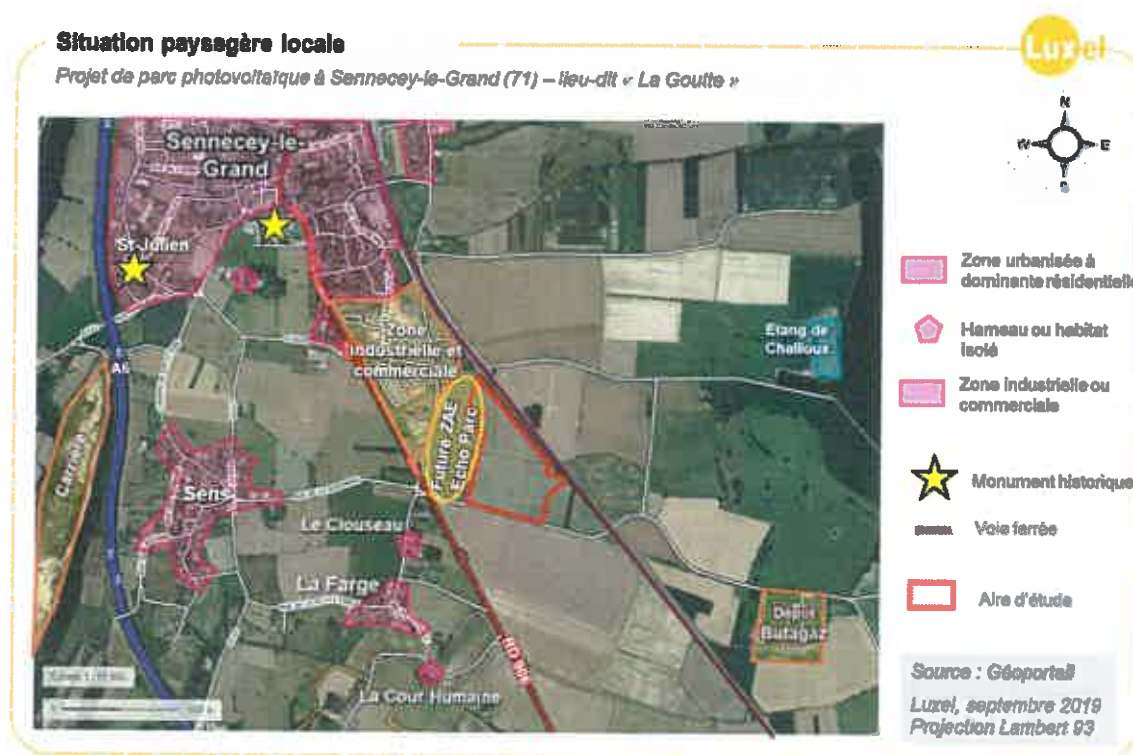 Situation paysagère locale
Projet de parc photovoltaïque à Sennecey-le-Grand (71) – lieu-dit « La Goutte »
Luxel
N
W
E
S
Sennecey-le-
Grand
St Julien
Zone
industrielle et
commerciale
Etang de
Challoux
A6
Carrière
Futura ZAE
Echo Parc
Sens
Le Clouseau
La Farge
Dépôt
Butagaz
La Cour Humaine
Zone urbanisée à
dominante résidentielle
Hameau ou habitat
isolé
Zone industrielle ou
commerciale
Monument historique
Voie ferrée
Aire d'étude
Source : Géoportail
Luxel, septembre 2019
Projection Lambert 93